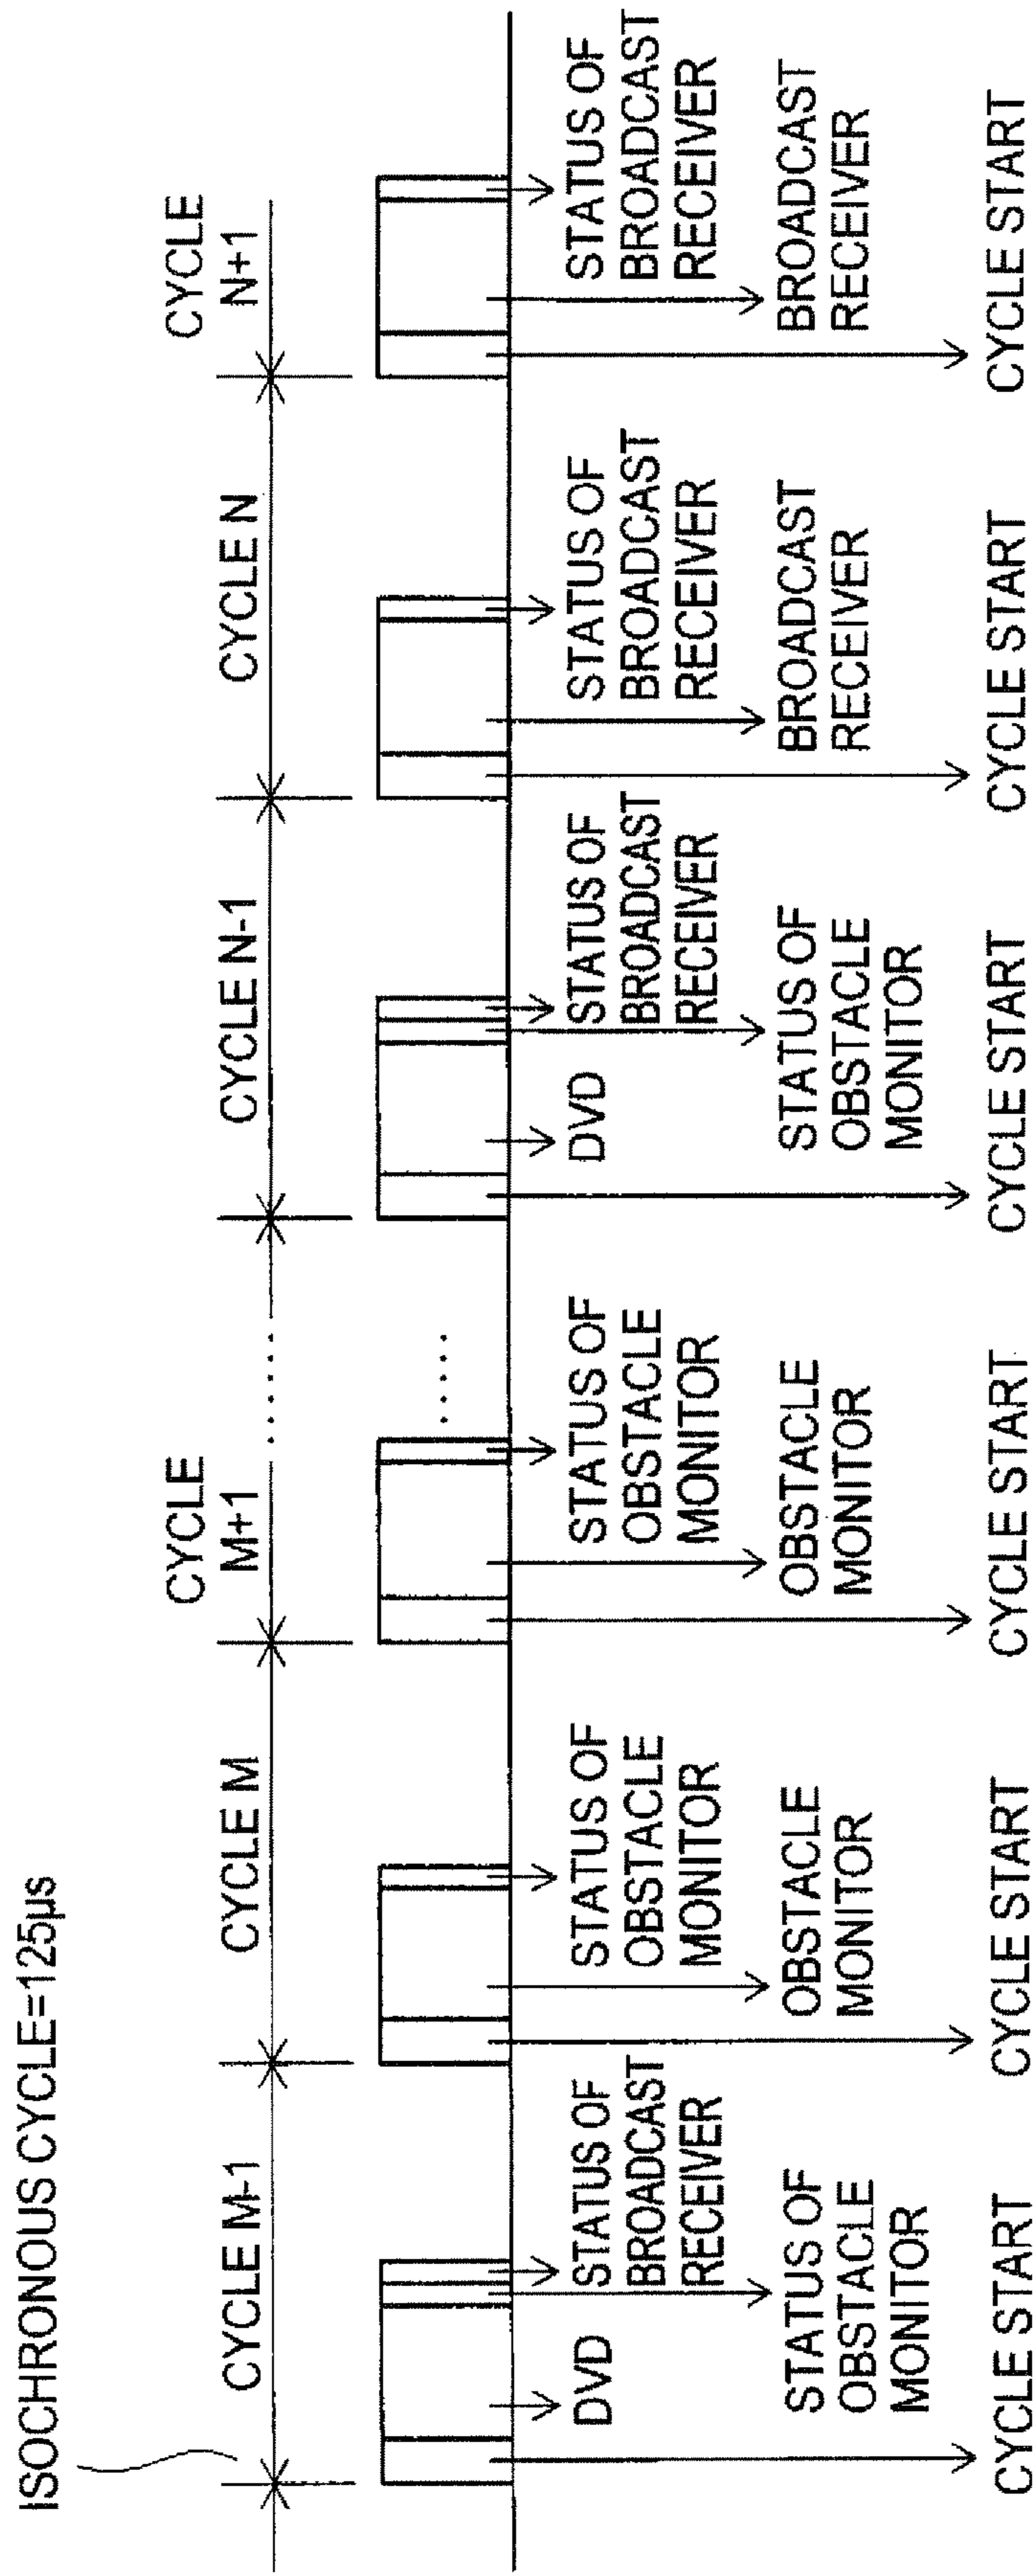 ISOCHRONOUS CYCLE=125µs
CYCLE M-1
CYCLE M
CYCLE
M+1
CYCLE N-1
CYCLE N
CYCLE
N+1
DVD
STATUS OF
BROADCAST
RECEIVER
STATUS OF
OBSTACLE
MONITOR
CYCLE START
STATUS OF
OBSTACLE
MONITOR
OBSTACLE
MONITOR
CYCLE START
STATUS OF
OBSTACLE
MONITOR
OBSTACLE
MONITOR
CYCLE START
DVD
STATUS OF
BROADCAST
RECEIVER
STATUS OF
OBSTACLE
MONITOR
CYCLE START
STATUS OF
BROADCAST
RECEIVER
BROADCAST
RECEIVER
CYCLE START
STATUS OF
BROADCAST
RECEIVER
BROADCAST
RECEIVER
CYCLE START